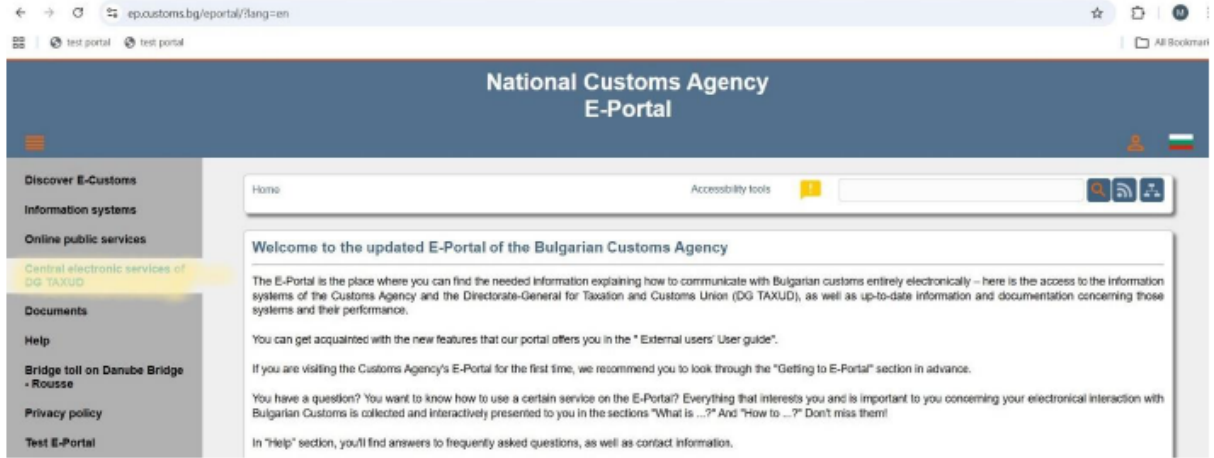 ep.customs.bg/eportal/?lang=en
test portal test portal
All Bookmark
National Customs Agency
E-Portal
Discover E-Customs
Information systems
Online public services
Central electronic services of
DG TAXUD
Documents
Help
Bridge toll on Danube Bridge
- Rousse
Privacy policy
Test E-Portal
Home
Accessibility tools
Welcome to the updated E-Portal of the Bulgarian Customs Agency
The E-Portal is the place where you can find the needed information explaining how to communicate with Bulgarian customs entirely electronically – here is the access to the information
systems of the Customs Agency and the Directorate-General for Taxation and Customs Union (DG TAXUD), as well as up-to-date information and documentation concerning those
systems and their performance.
You can get acquainted with the new features that our portal offers you in the " External users' User guide".
If you are visiting the Customs Agency's E-Portal for the first time, we recommend you to look through the "Getting to E-Portal" section in advance.
You have a question? You want to know how to use a certain service on the E-Portal? Everything that interests you and is important to you concerning your electronical interaction with
Bulgarian Customs is collected and interactively presented to you in the sections "What is ...?" And "How to ...?" Don't miss them!
In "Help" section, you'll find answers to frequently asked questions, as well as contact information.